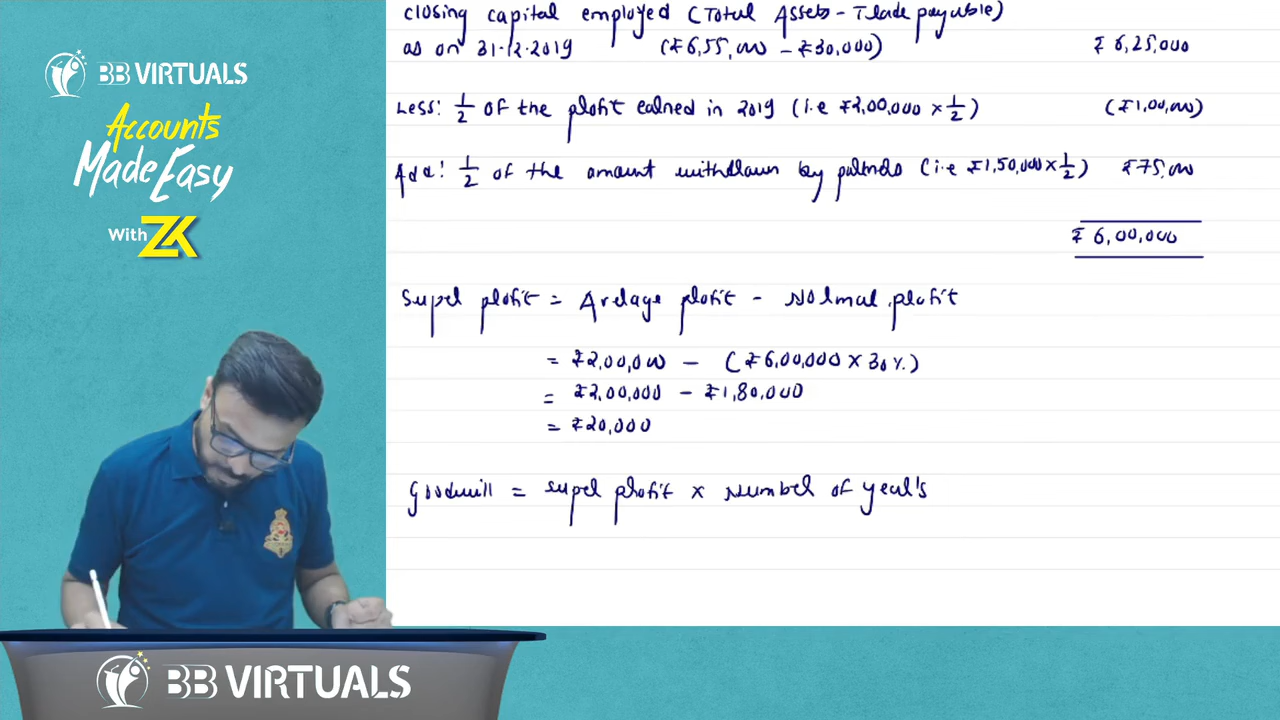 BB VIRTUALS
Accounts
Made Easy
With ZK
Closing capital employed (Total Assets - Trade payable)
as on 31.12.2019 (₹6,55,000 - ₹30,000) ₹6,25,000
Less: 1/2 of the profit earned in 2019 (i.e ₹2,00,000 × 1/2) (₹1,00,000)
Add: 1/2 of the amount withdrawn by partners (i.e ₹1,50,000 × 1/2) ₹75,000
₹6,00,000
Super profit = Average profit - Normal profit
= ₹2,00,000 - (₹6,00,000 × 30%)
= ₹2,00,000 - ₹1,80,000
= ₹20,000
Goodwill = super profit × Number of year's
BB VIRTUALS